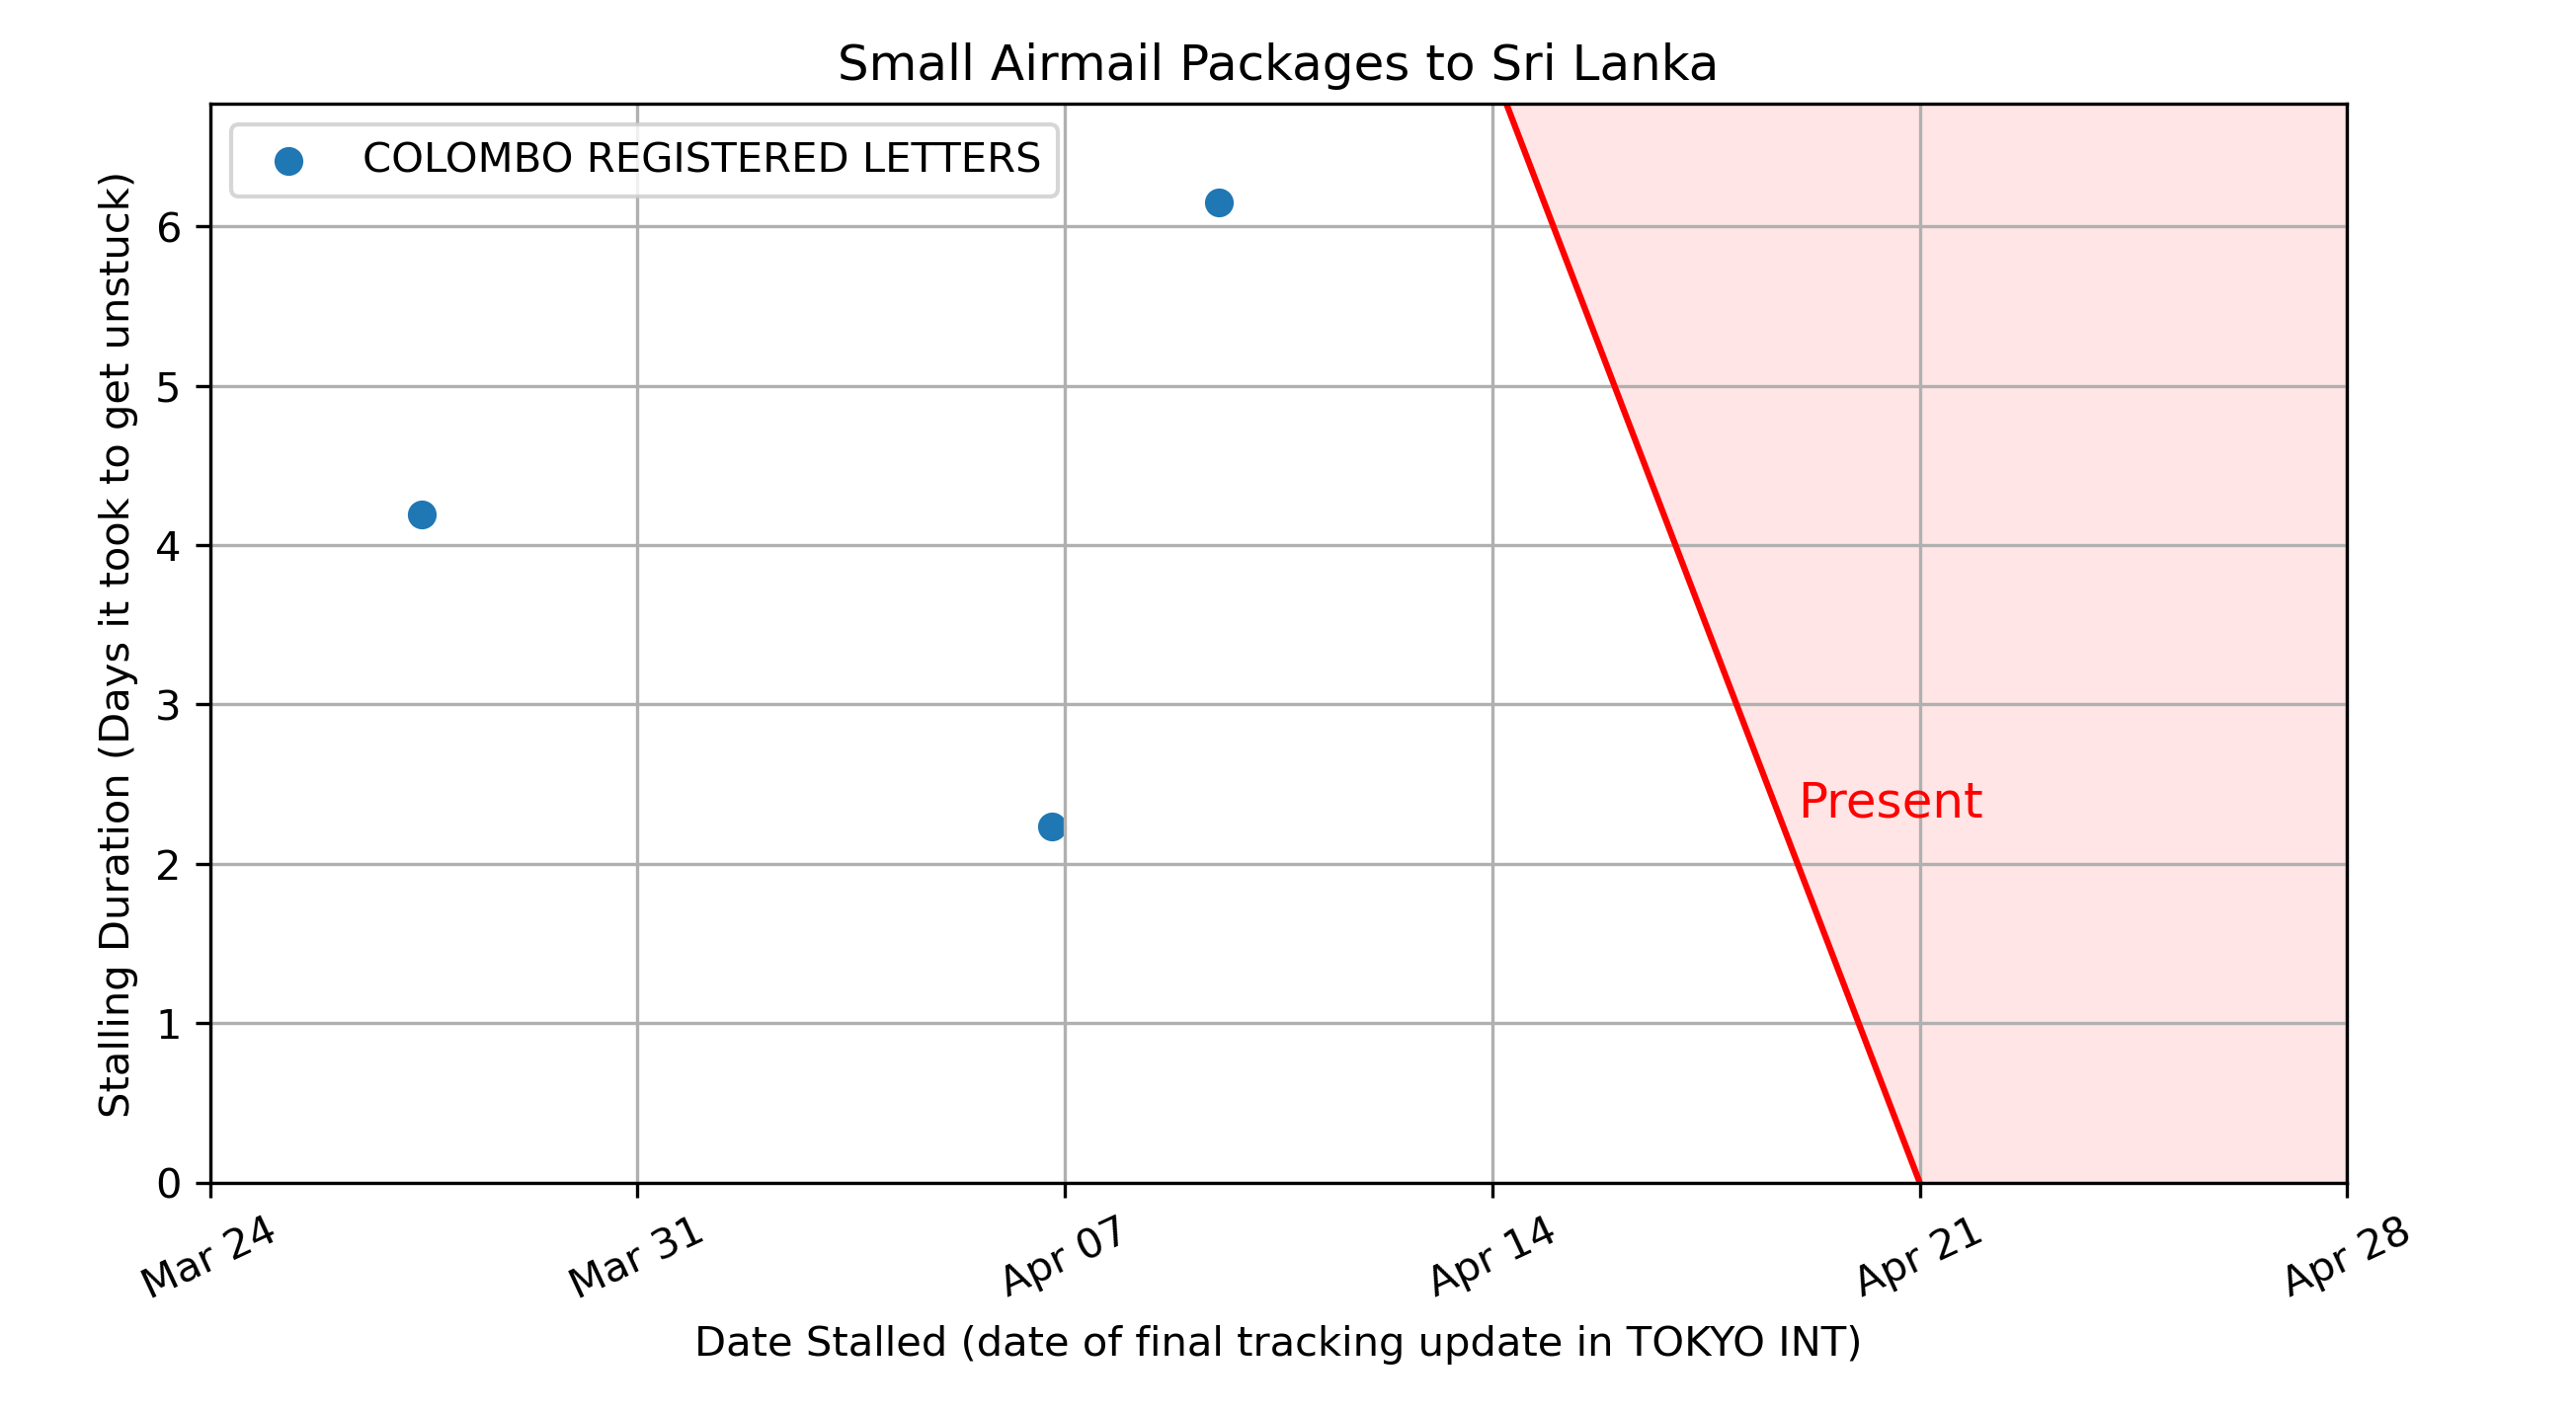 Small Airmail Packages to Sri Lanka
COLOMBO REGISTERED LETTERS
Stalling Duration (Days it took to get unstuck)
6
5
4
3
2
1
0
Present
Mar 24
Mar 31
Apr 07
Apr 14
Apr 21
Apr 28
Date Stalled (date of final tracking update in TOKYO INT)